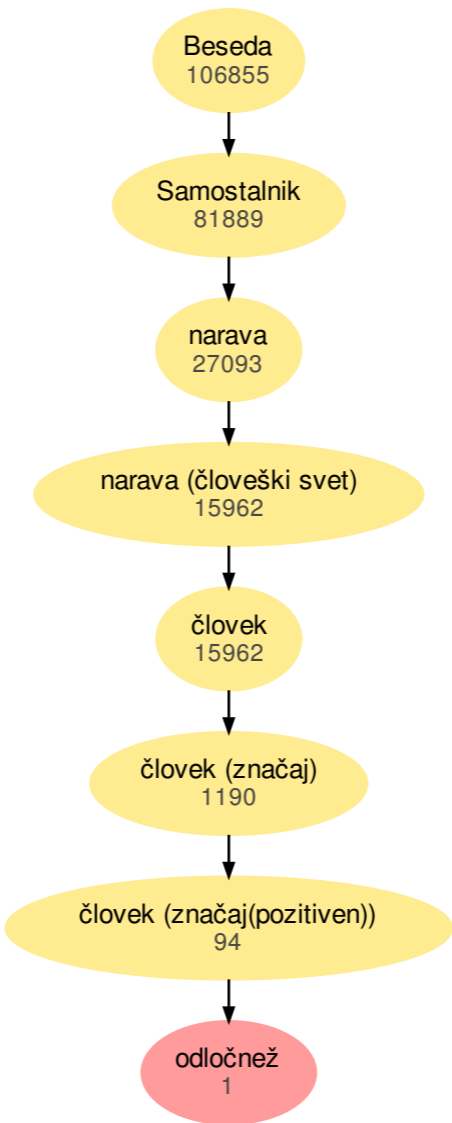 Beseda
106855
Samostalnik
81889
narava
27093
narava (človeški svet)
15962
človek
15962
človek (značaj)
1190
človek (značaj(pozitiven))
94
odločnež
1